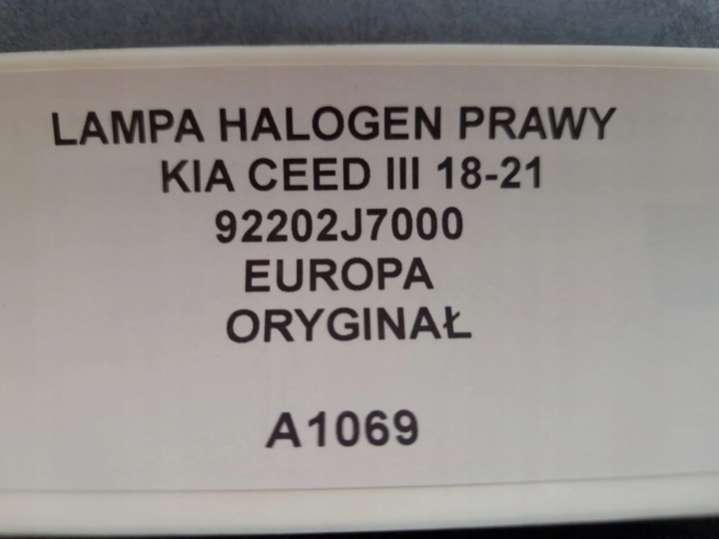 LAMPA HALOGEN PRAWY
KIA CEED III 18-21
92202J7000
EUROPA
ORYGINAŁ
A1069